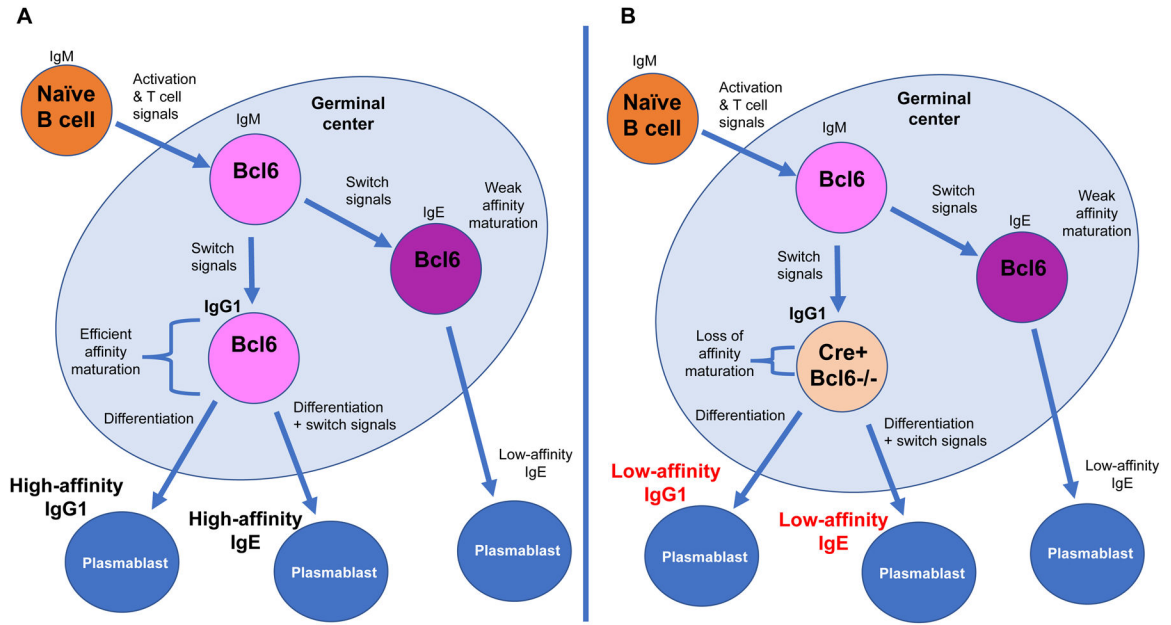 A
IgM
Naïve
B cell
Activation
& T cell
signals
Germinal
center
IgM
Bcl6
Switch
signals
Weak
affinity
maturation
IgE
Bcl6
Switch
signals
IgG1
Bcl6
Efficient
affinity
maturation
Differentiation
Differentiation
+ switch signals
High-affinity
IgG1
Plasmablast
High-affinity
IgE
Plasmablast
Low-affinity
IgE
Plasmablast
B
IgM
Naïve
B cell
Activation
& T cell
signals
Germinal
center
IgM
Bcl6
Switch
signals
Weak
affinity
maturation
IgE
Bcl6
Switch
signals
IgG1
Cre+
Bcl6-/-
Loss of
affinity
maturation
Differentiation
Differentiation
+ switch signals
Low-affinity
IgG1
Plasmablast
Low-affinity
IgE
Plasmablast
Low-affinity
IgE
Plasmablast